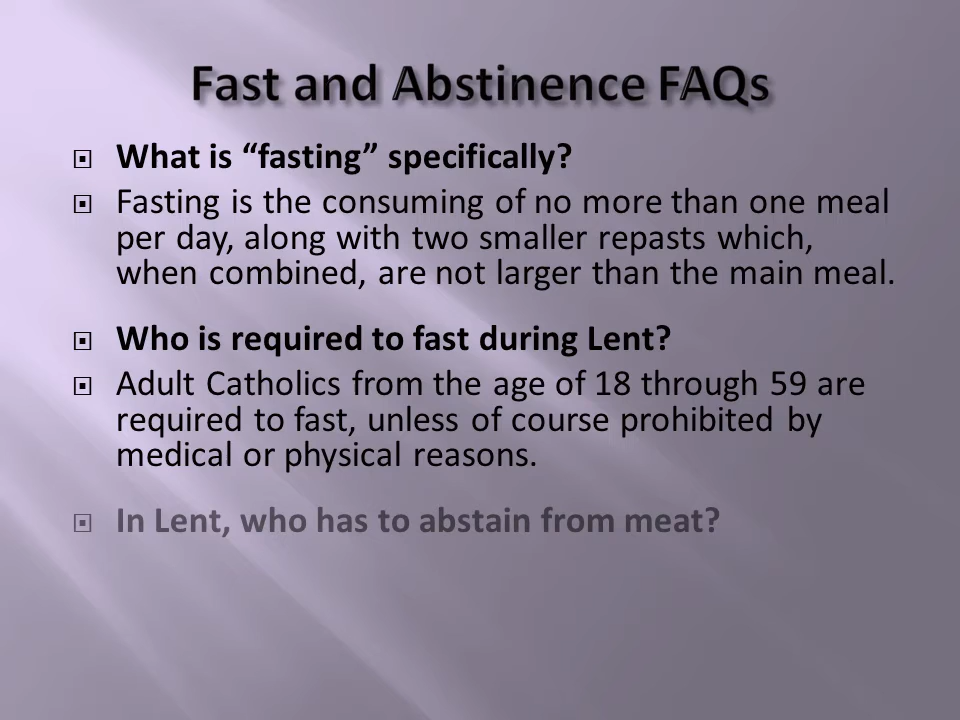 Fast and Abstinence FAQs
What is “fasting” specifically?
Fasting is the consuming of no more than one meal
per day, along with two smaller repasts which,
when combined, are not larger than the main meal.
Who is required to fast during Lent?
Adult Catholics from the age of 18 through 59 are
required to fast, unless of course prohibited by
medical or physical reasons.
In Lent, who has to abstain from meat?